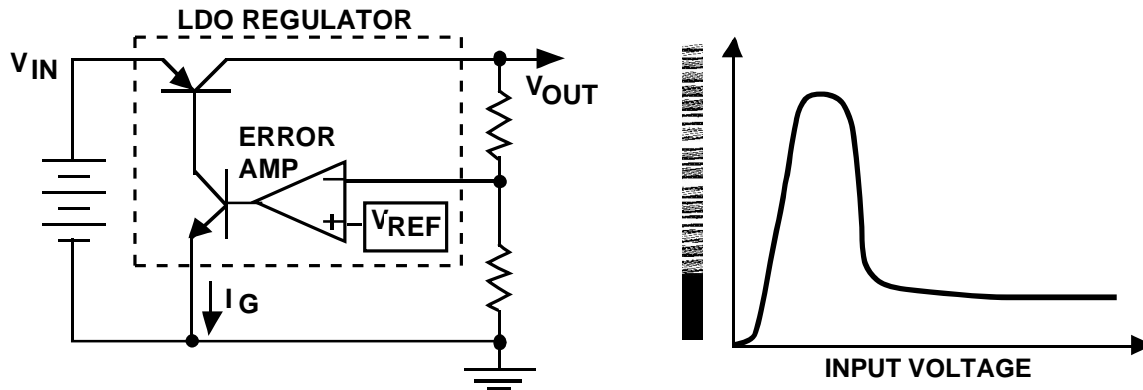 LDO REGULATOR
VIN
VOUT
ERROR
AMP
−
+
VREF
IG
INPUT VOLTAGE